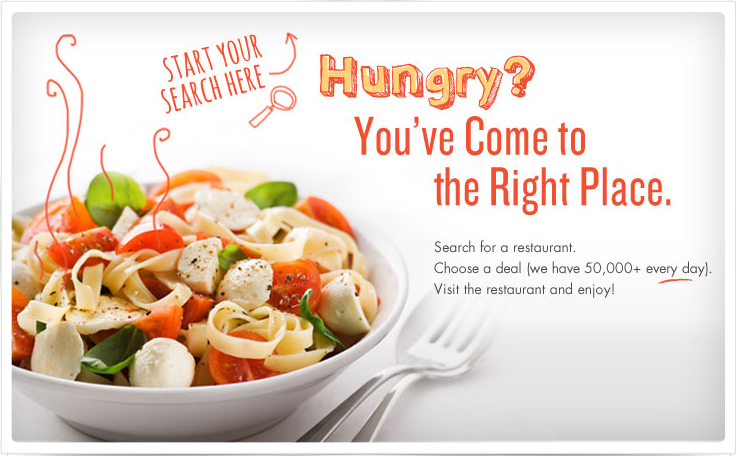 START YOUR
SEARCH HERE
Hungry?
You've Come to
the Right Place.
Search for a restaurant.
Choose a deal (we have 50,000+ every day).
Visit the restaurant and enjoy!